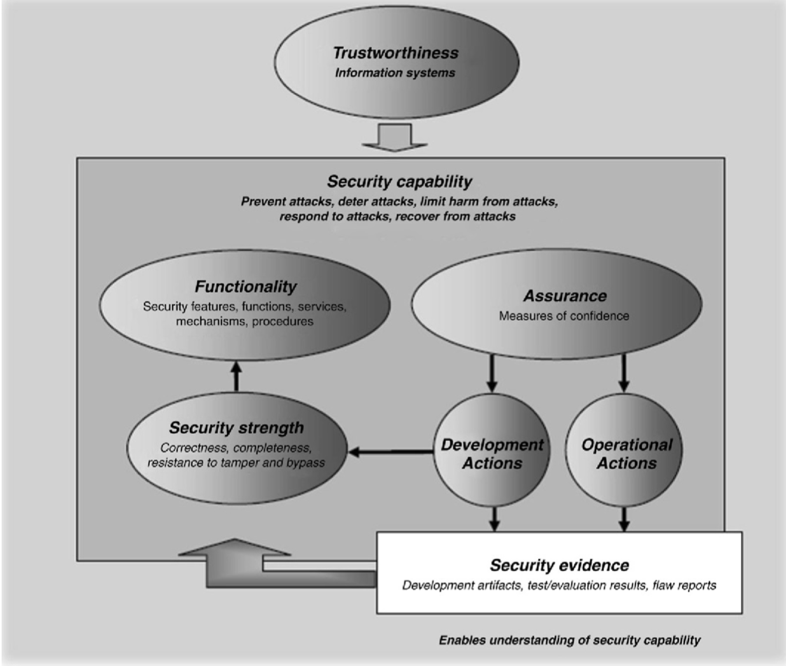 Trustworthiness
Information systems
Security capability
Prevent attacks, deter attacks, limit harm from attacks,
respond to attacks, recover from attacks
Functionality
Security features, functions, services,
mechanisms, procedures
Assurance
Measures of confidence
Security strength
Correctness, completeness,
resistance to tamper and bypass
Development
Actions
Operational
Actions
Security evidence
Development artifacts, test/evaluation results, flaw reports
Enables understanding of security capability